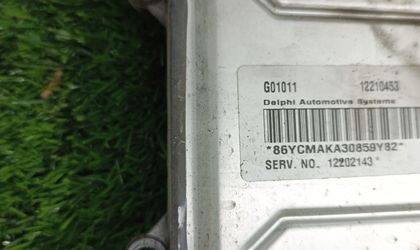 G01011 12210453
Delphi Automotive Systems
*86YCMAKA30859Y82*
SERV. NO. 12202143*